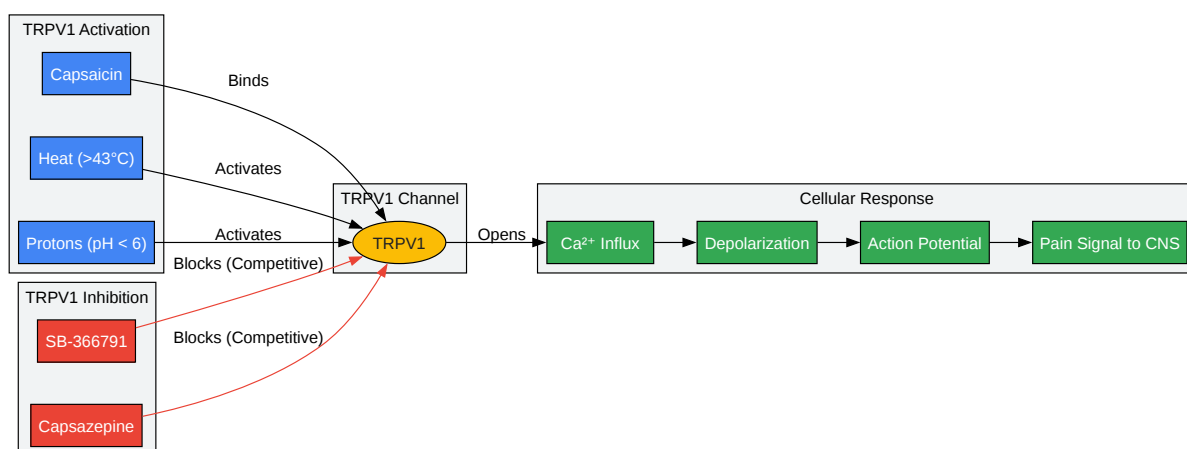 TRPV1 Activation
Capsaicin
Heat (>43°C)
Protons (pH < 6)
Binds
Activates
Activates
Blocks (Competitive)
Blocks (Competitive)
TRPV1 Inhibition
SB-366791
Capsazepine
TRPV1 Channel
TRPV1
Opens
Cellular Response
Ca²⁺ Influx
Depolarization
Action Potential
Pain Signal to CNS